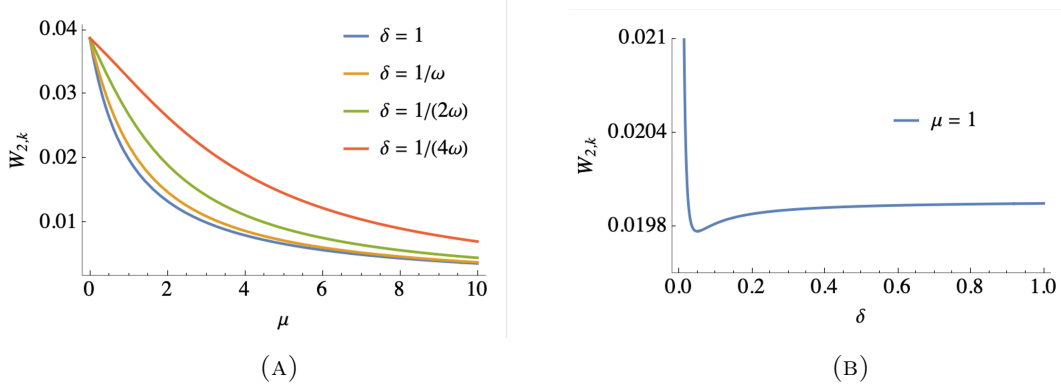 0.04
0.03
0.02
0.01
W2,k
0 2 4 6 8 10
μ
δ = 1
δ = 1/ω
δ = 1/(2ω)
δ = 1/(4ω)
(A)
0.021
0.0204
0.0198
W2,k
0.0 0.2 0.4 0.6 0.8 1.0
δ
μ = 1
(B)